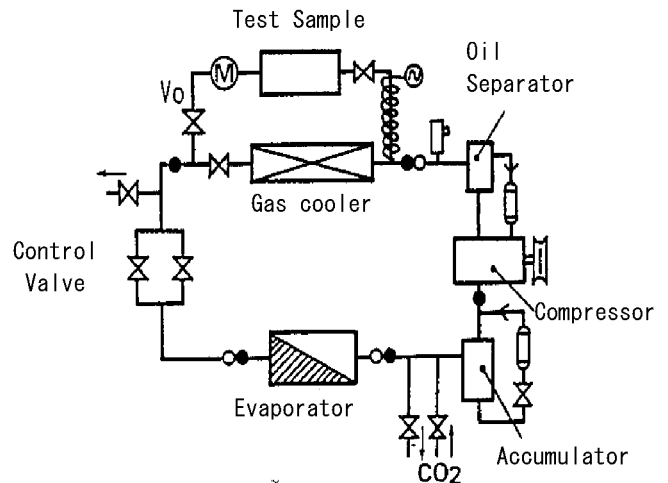 Test Sample
Oil
Separator
M
Vo
Gas cooler
Control
Valve
Compressor
Evaporator
Accumulator
CO2